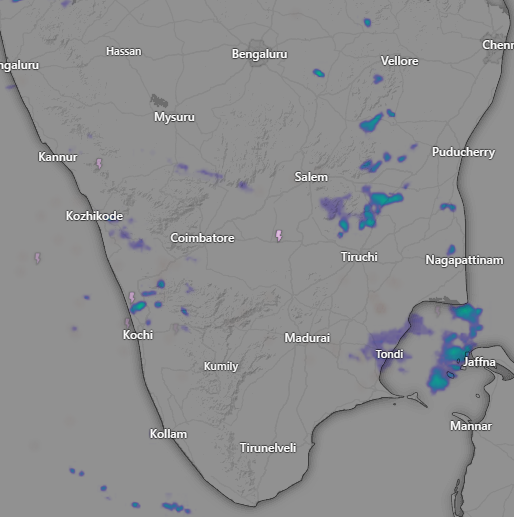 Hassan
Bengaluru
Chenn
ngaluru
Vellore
Mysuru
Kannur
Puducherry
Salem
Kozhikode
Coimbatore
Tiruchi
Nagapattinam
Kochi
Madurai
Tondi
Jaffna
Kumily
Kollam
Mannar
Tirunelveli